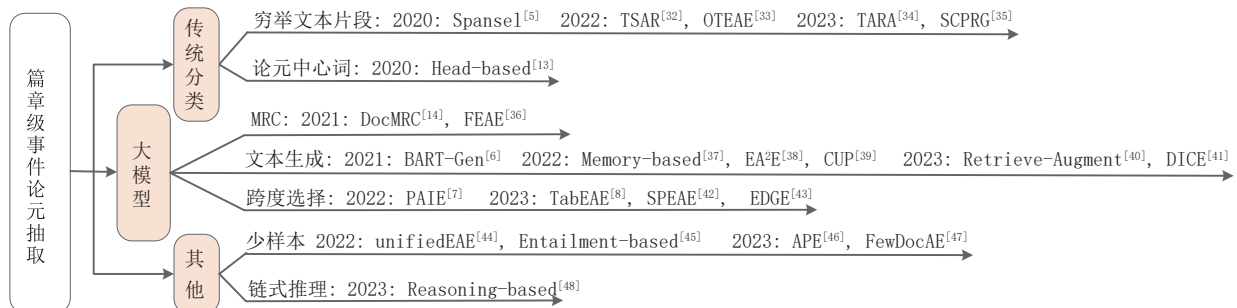 篇章级事件论元抽取
传统分类
穷举文本片段: 2020: Spansel[5] 2022: TSAR[32], OTEAE[33] 2023: TARA[34], SCPRG[35]
论元中心词: 2020: Head-based[13]
大模型
MRC: 2021: DocMRC[14], FEAE[36]
文本生成: 2021: BART-Gen[6] 2022: Memory-based[37], EA²E[38], CUP[39] 2023: Retrieve-Augment[40], DICE[41]
跨度选择: 2022: PAIE[7] 2023: TabEAE[8], SPEAE[42], EDGE[43]
其他
少样本 2022: unifiedEAE[44], Entailment-based[45] 2023: APE[46], FewDocAE[47]
链式推理: 2023: Reasoning-based[48]